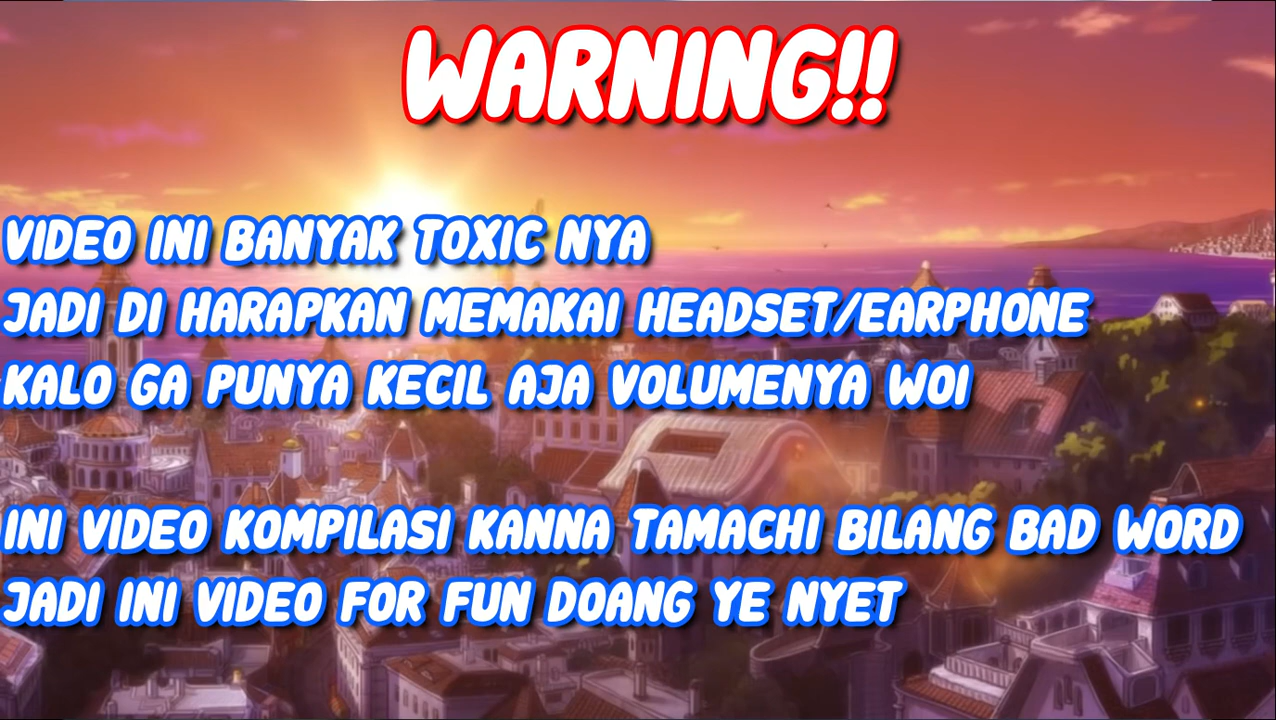 WARNING!!
VIDEO INI BANYAK TOXIC NYA
JADI DI HARAPKAN MEMAKAI HEADSET/EARPHONE
KALO GA PUNYA KECIL AJA VOLUMENYA WOI
INI VIDEO KOMPILASI KANNA TAMACHI BILANG BAD WORD
JADI INI VIDEO FOR FUN DOANG YE NYET